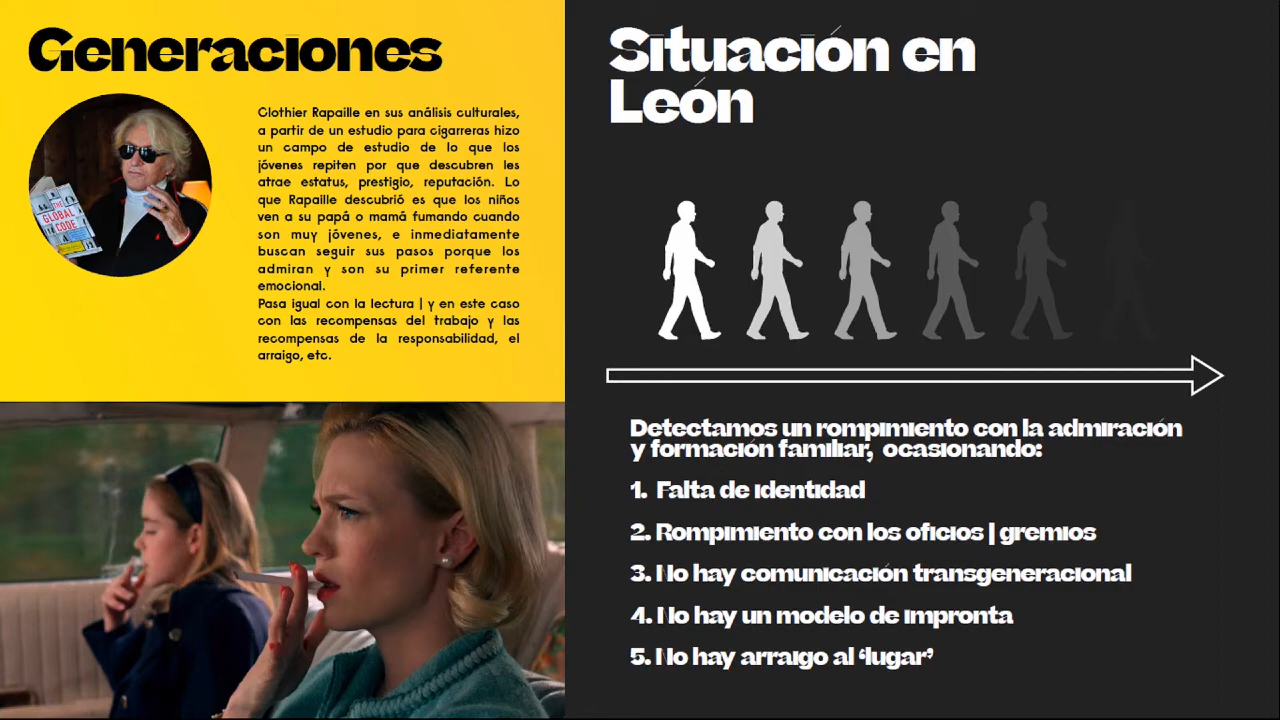 Generaciones
Clothier Rapaille en sus análisis culturales,
a partir de un estudio para cigarreras hizo
un campo de estudio de lo que los
jóvenes repiten por que descubren les
atrae estatus, prestigio, reputación. Lo
que Rapaille descubrió es que los niños
ven a su papá o mamá fumando cuando
son muy jóvenes, e inmediatamente
buscan seguir sus pasos porque los
admiran y son su primer referente
emocional.
Pasa igual con la lectura | y en este caso
con las recompensas del trabajo y las
recompensas de la responsabilidad, el
arraigo, etc.
THE
GLOBAL
CODE
Situación en
León
Detectamos un rompimiento con la admiración
y formación familiar, ocasionando:
1. Falta de identidad
2. Rompimiento con los oficios | gremios
3. No hay comunicación transgeneracional
4. No hay un modelo de impronta
5. No hay arraigo al ‘lugar’